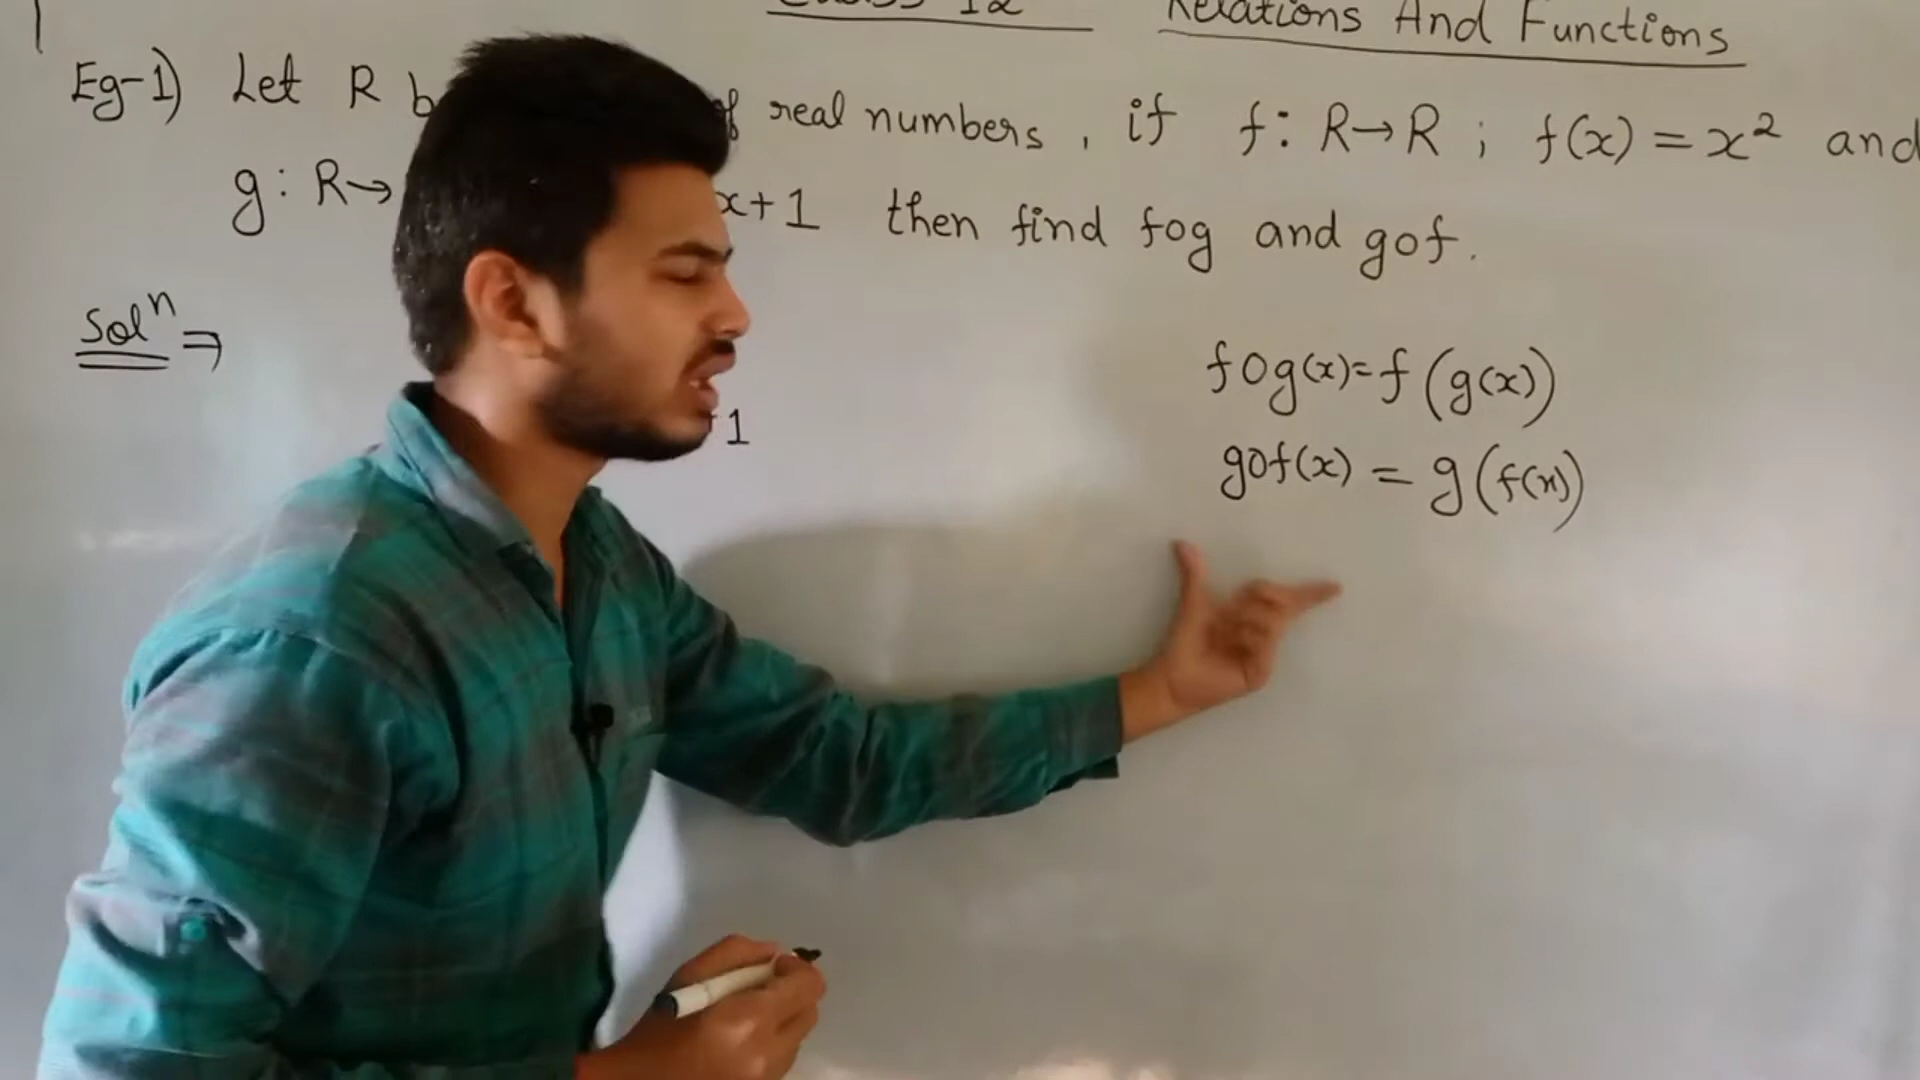 Relations And Functions
Eg-1) Let R of real numbers, if f: R→R ; f(x) = x² and
g: R→ x+1 then find fog and gof.
Solⁿ ⇒
fog(x)=f(g(x))
1
gof(x) = g(f(x))